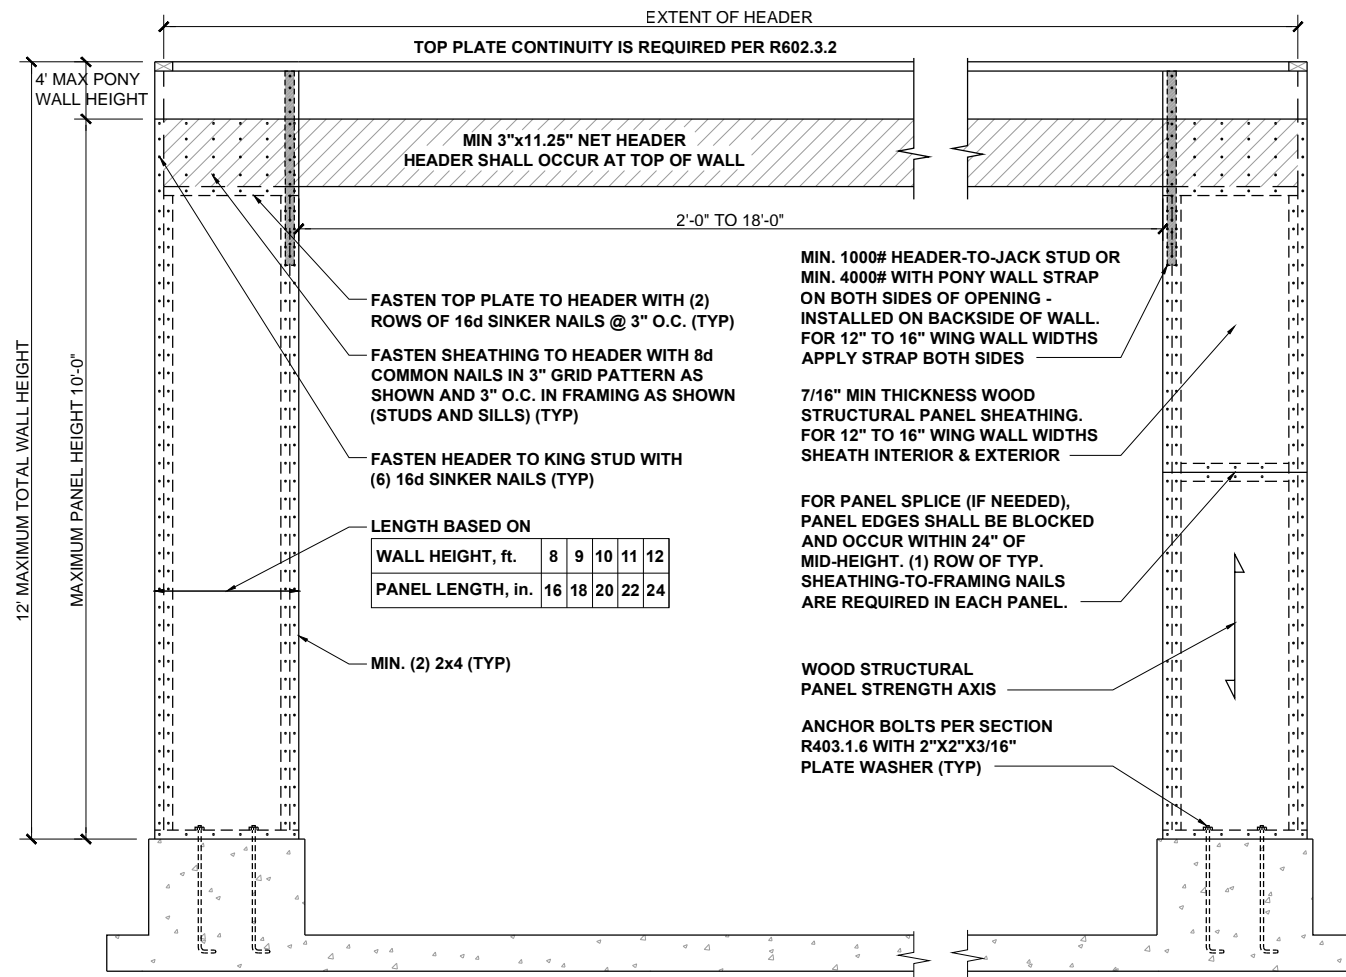 EXTENT OF HEADER
TOP PLATE CONTINUITY IS REQUIRED PER R602.3.2
4' MAX PONY
WALL HEIGHT
MIN 3"x11.25" NET HEADER
HEADER SHALL OCCUR AT TOP OF WALL
2'-0" TO 18'-0"
12' MAXIMUM TOTAL WALL HEIGHT
MAXIMUM PANEL HEIGHT 10'-0"
FASTEN TOP PLATE TO HEADER WITH (2)
ROWS OF 16d SINKER NAILS @ 3" O.C. (TYP)
FASTEN SHEATHING TO HEADER WITH 8d
COMMON NAILS IN 3" GRID PATTERN AS
SHOWN AND 3" O.C. IN FRAMING AS SHOWN
(STUDS AND SILLS) (TYP)
FASTEN HEADER TO KING STUD WITH
(6) 16d SINKER NAILS (TYP)
LENGTH BASED ON
WALL HEIGHT, ft. 8 9 10 11 12
PANEL LENGTH, in. 16 18 20 22 24
MIN. (2) 2x4 (TYP)
MIN. 1000# HEADER-TO-JACK STUD OR
MIN. 4000# WITH PONY WALL STRAP
ON BOTH SIDES OF OPENING -
INSTALLED ON BACKSIDE OF WALL.
FOR 12" TO 16" WING WALL WIDTHS
APPLY STRAP BOTH SIDES
7/16" MIN THICKNESS WOOD
STRUCTURAL PANEL SHEATHING.
FOR 12" TO 16" WING WALL WIDTHS
SHEATH INTERIOR & EXTERIOR
FOR PANEL SPLICE (IF NEEDED),
PANEL EDGES SHALL BE BLOCKED
AND OCCUR WITHIN 24" OF
MID-HEIGHT. (1) ROW OF TYP.
SHEATHING-TO-FRAMING NAILS
ARE REQUIRED IN EACH PANEL.
WOOD STRUCTURAL
PANEL STRENGTH AXIS
ANCHOR BOLTS PER SECTION
R403.1.6 WITH 2"X2"X3/16"
PLATE WASHER (TYP)